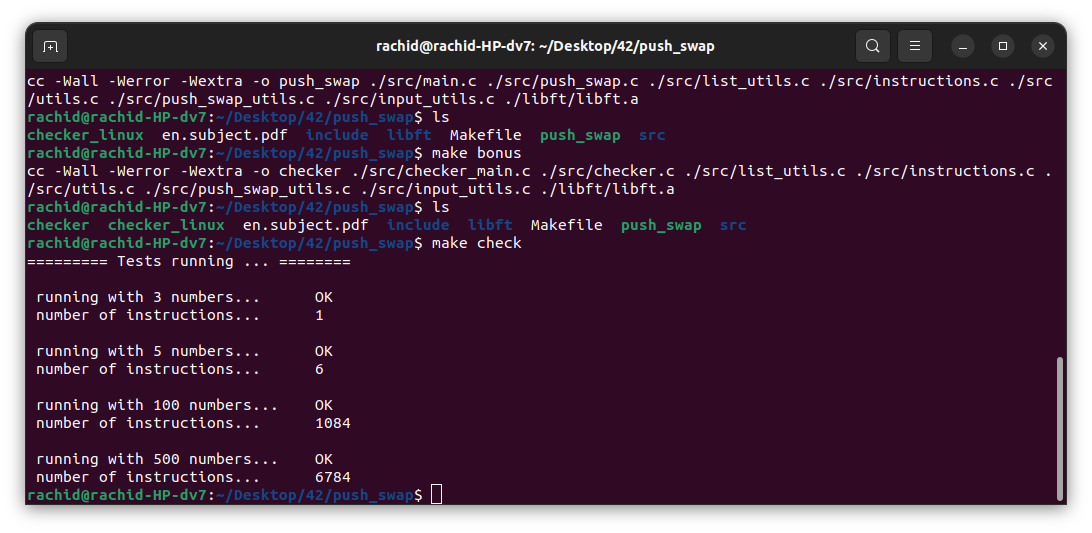 rachid@rachid-HP-dv7: ~/Desktop/42/push_swap
cc -Wall -Werror -Wextra -o push_swap ./src/main.c ./src/push_swap.c ./src/list_utils.c ./src/instructions.c ./src
/utils.c ./src/push_swap_utils.c ./src/input_utils.c ./libft/libft.a
rachid@rachid-HP-dv7:~/Desktop/42/push_swap$ ls
checker_linux  en.subject.pdf  include  libft  Makefile  push_swap  src
rachid@rachid-HP-dv7:~/Desktop/42/push_swap$ make bonus
cc -Wall -Werror -Wextra -o checker ./src/checker_main.c ./src/checker.c ./src/list_utils.c ./src/instructions.c .
/src/utils.c ./src/push_swap_utils.c ./src/input_utils.c ./libft/libft.a
rachid@rachid-HP-dv7:~/Desktop/42/push_swap$ ls
checker  checker_linux  en.subject.pdf  include  libft  Makefile  push_swap  src
rachid@rachid-HP-dv7:~/Desktop/42/push_swap$ make check
========= Tests running ... ========
running with 3 numbers...      OK
number of instructions...      1
running with 5 numbers...      OK
number of instructions...      6
running with 100 numbers...    OK
number of instructions...      1084
running with 500 numbers...    OK
number of instructions...      6784
rachid@rachid-HP-dv7:~/Desktop/42/push_swap$